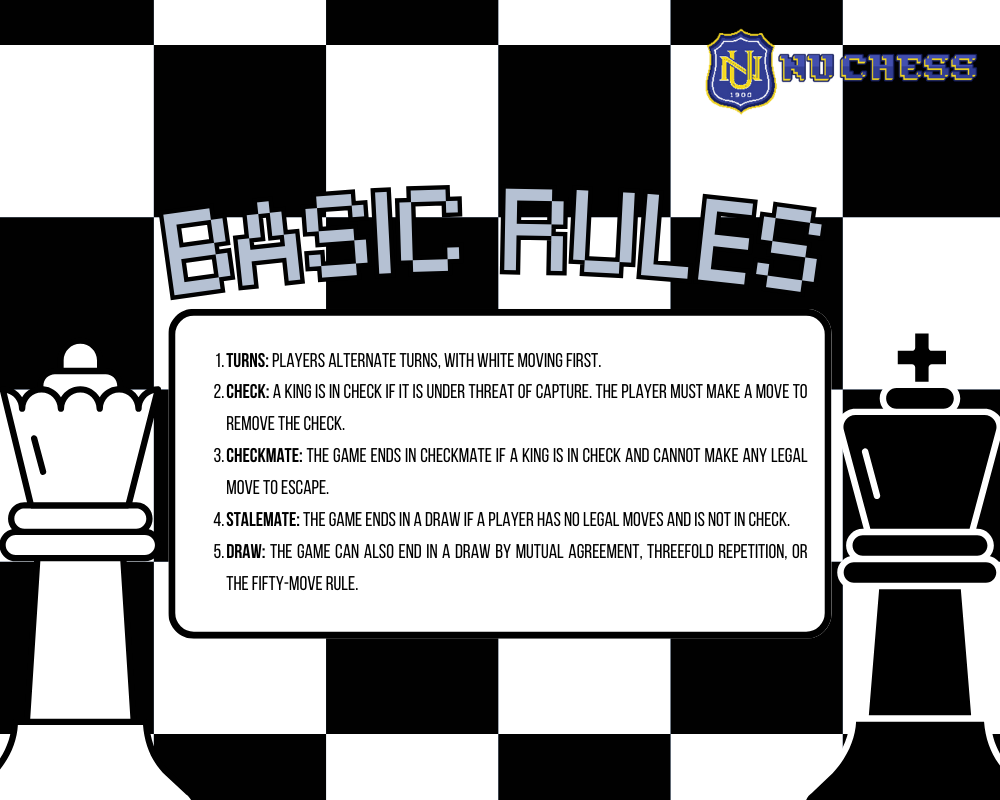 NU
1900
NU CHESS
BASIC RULES
1. TURNS: PLAYERS ALTERNATE TURNS, WITH WHITE MOVING FIRST.
2. CHECK: A KING IS IN CHECK IF IT IS UNDER THREAT OF CAPTURE. THE PLAYER MUST MAKE A MOVE TO
REMOVE THE CHECK.
3. CHECKMATE: THE GAME ENDS IN CHECKMATE IF A KING IS IN CHECK AND CANNOT MAKE ANY LEGAL
MOVE TO ESCAPE.
4. STALEMATE: THE GAME ENDS IN A DRAW IF A PLAYER HAS NO LEGAL MOVES AND IS NOT IN CHECK.
5. DRAW: THE GAME CAN ALSO END IN A DRAW BY MUTUAL AGREEMENT, THREEFOLD REPETITION, OR
THE FIFTY-MOVE RULE.